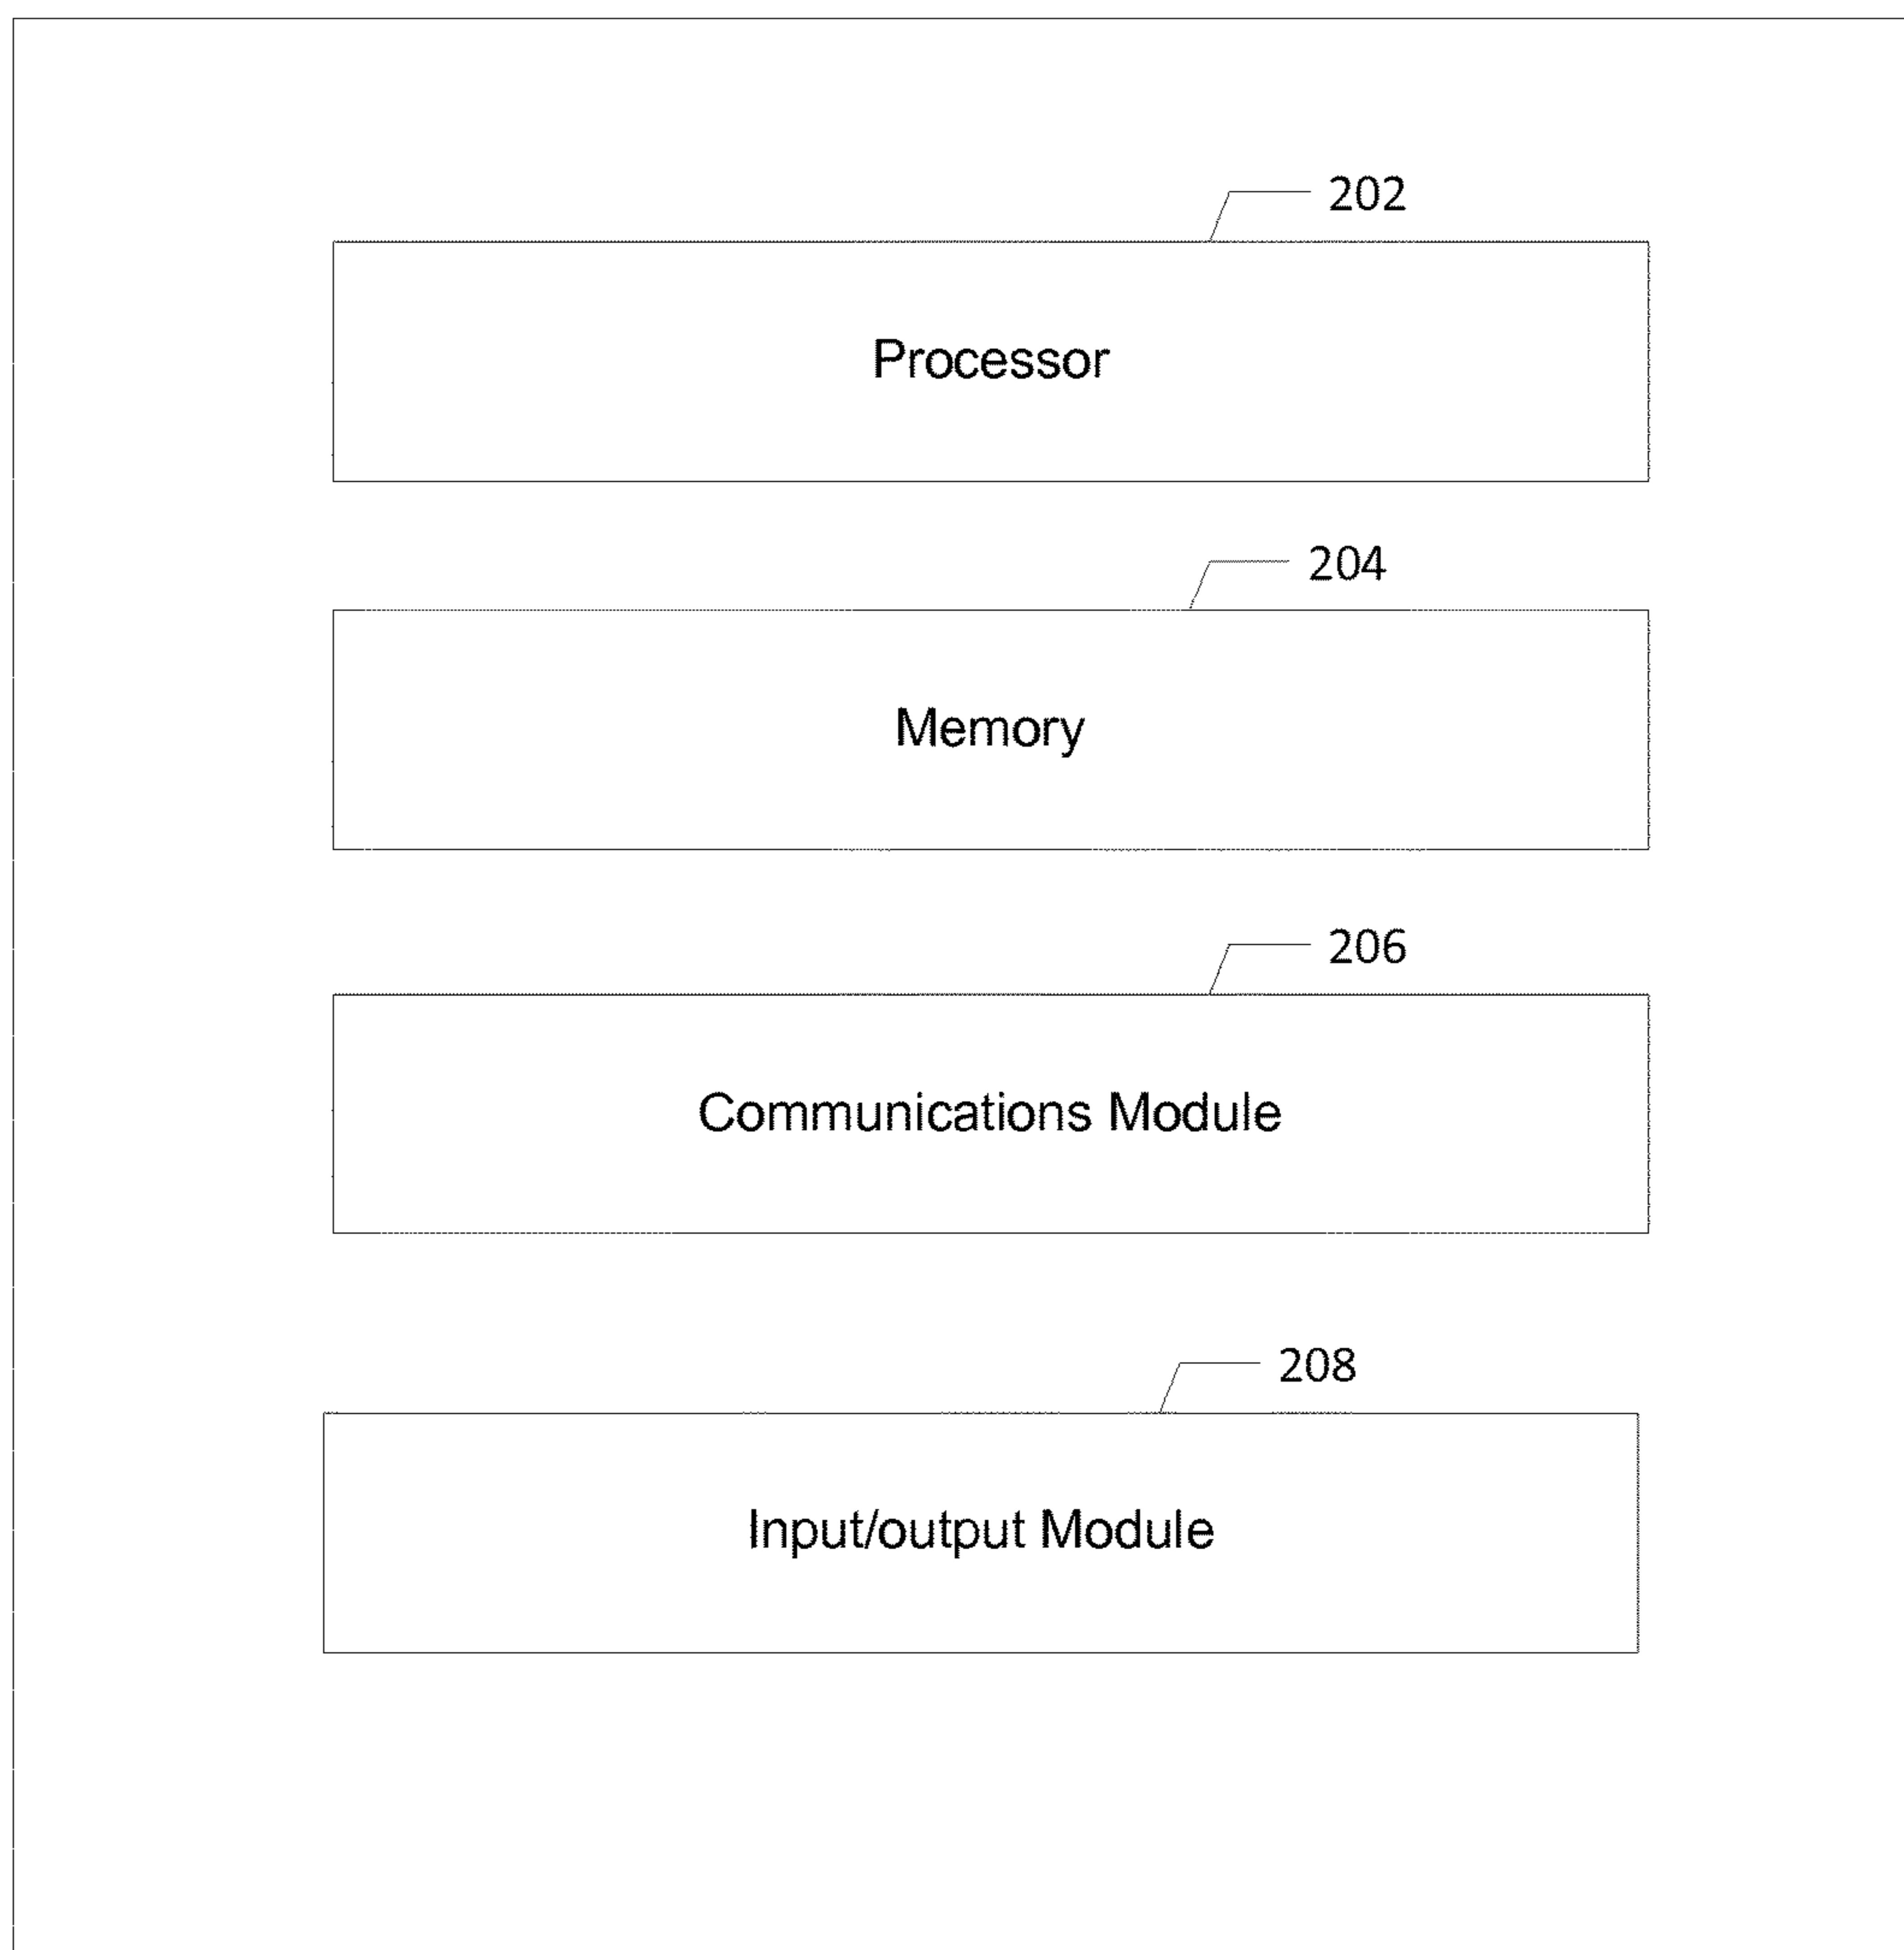 202
Processor
204
Memory
206
Communications Module
208
Input/output Module